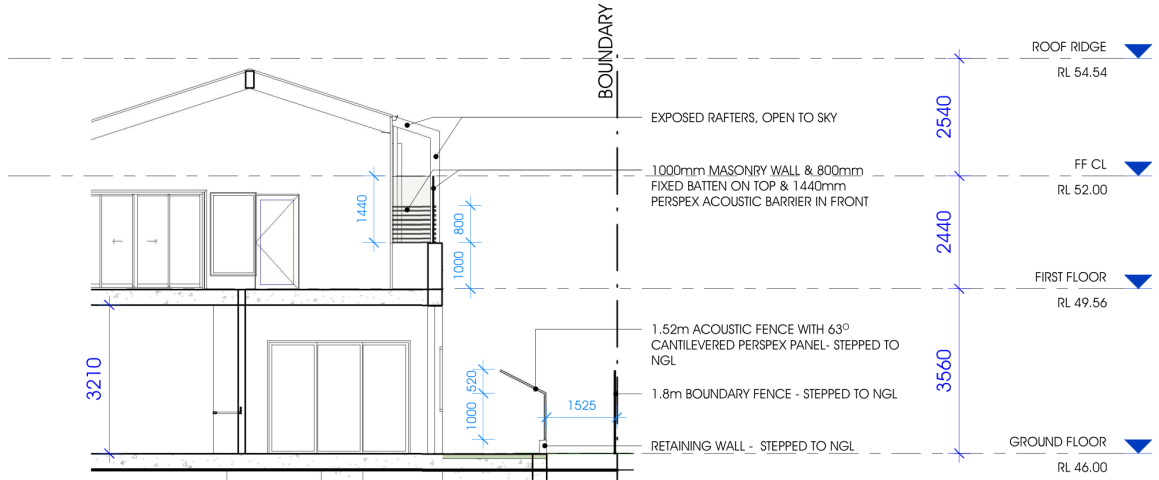 BOUNDARY
ROOF RIDGE
RL 54.54
2540
EXPOSED RAFTERS, OPEN TO SKY
FF CL
RL 52.00
1000mm MASONRY WALL & 800mm
FIXED BATTEN ON TOP & 1440mm
PERSPEX ACOUSTIC BARRIER IN FRONT
1440
800
1000
2440
FIRST FLOOR
RL 49.56
1.52m ACOUSTIC FENCE WITH 63O
CANTILEVERED PERSPEX PANEL- STEPPED TO
NGL
3210
520
1000
1525
3560
1.8m BOUNDARY FENCE - STEPPED TO NGL
RETAINING WALL - STEPPED TO NGL
GROUND FLOOR
RL 46.00